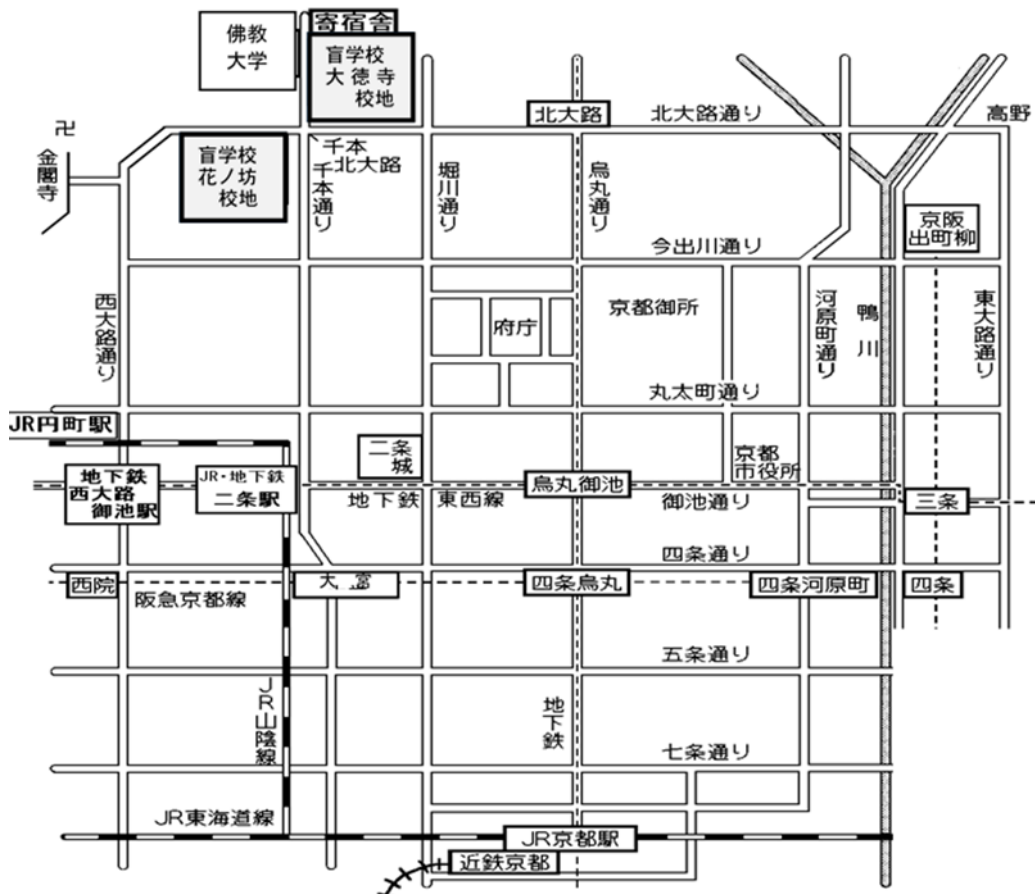 佛教
大学
寄宿舎
盲学校
大徳寺
校地
北大路
北大路通り
高野
卍
金閣寺
盲学校
花ノ坊
校地
千本
北大路
千本通り
堀川通り
烏丸通り
京阪
出町柳
今出川通り
西大路通り
府庁
京都御所
河原町通り
鴨川
東大路通り
丸太町通り
JR円町駅
二条
城
京都
市役所
地下鉄
西大路
御池駅
JR・地下鉄
二条駅
地下鉄
東西線
烏丸御池
御池通り
三条
四条通り
西院
阪急京都線
大宮
四条烏丸
四条河原町
四条
五条通り
JR山陰線
地下鉄
七条通り
JR東海道線
JR京都駅
近鉄京都